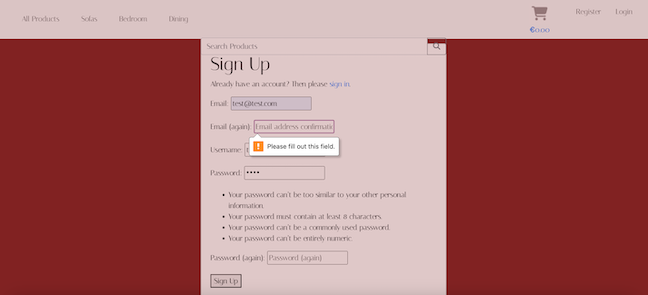 All Products Sofas Bedroom Dining Register Login
€0.00
Search Products
Sign Up
Already have an account? Then please sign in.
Email: test@test.com
Email (again): Email address confirmatic
Please fill out this field.
Username:
Password: ••••
• Your password can't be too similar to your other personal
information.
• Your password must contain at least 8 characters.
• Your password can't be a commonly used password.
• Your password can't be entirely numeric.
Password (again): Password (again)
Sign Up